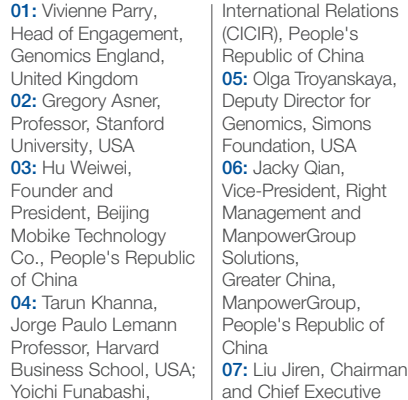 01: Vivienne Parry,
Head of Engagement,
Genomics England,
United Kingdom
02: Gregory Asner,
Professor, Stanford
University, USA
03: Hu Weiwei,
Founder and
President, Beijing
Mobike Technology
Co., People's Republic
of China
04: Tarun Khanna,
Jorge Paulo Lemann
Professor, Harvard
Business School, USA;
Yoichi Funabashi,
International Relations
(CICIR), People's
Republic of China
05: Olga Troyanskaya,
Deputy Director for
Genomics, Simons
Foundation, USA
06: Jacky Qian,
Vice-President, Right
Management and
ManpowerGroup
Solutions,
Greater China,
ManpowerGroup,
People's Republic of
China
07: Liu Jiren, Chairman
and Chief Executive